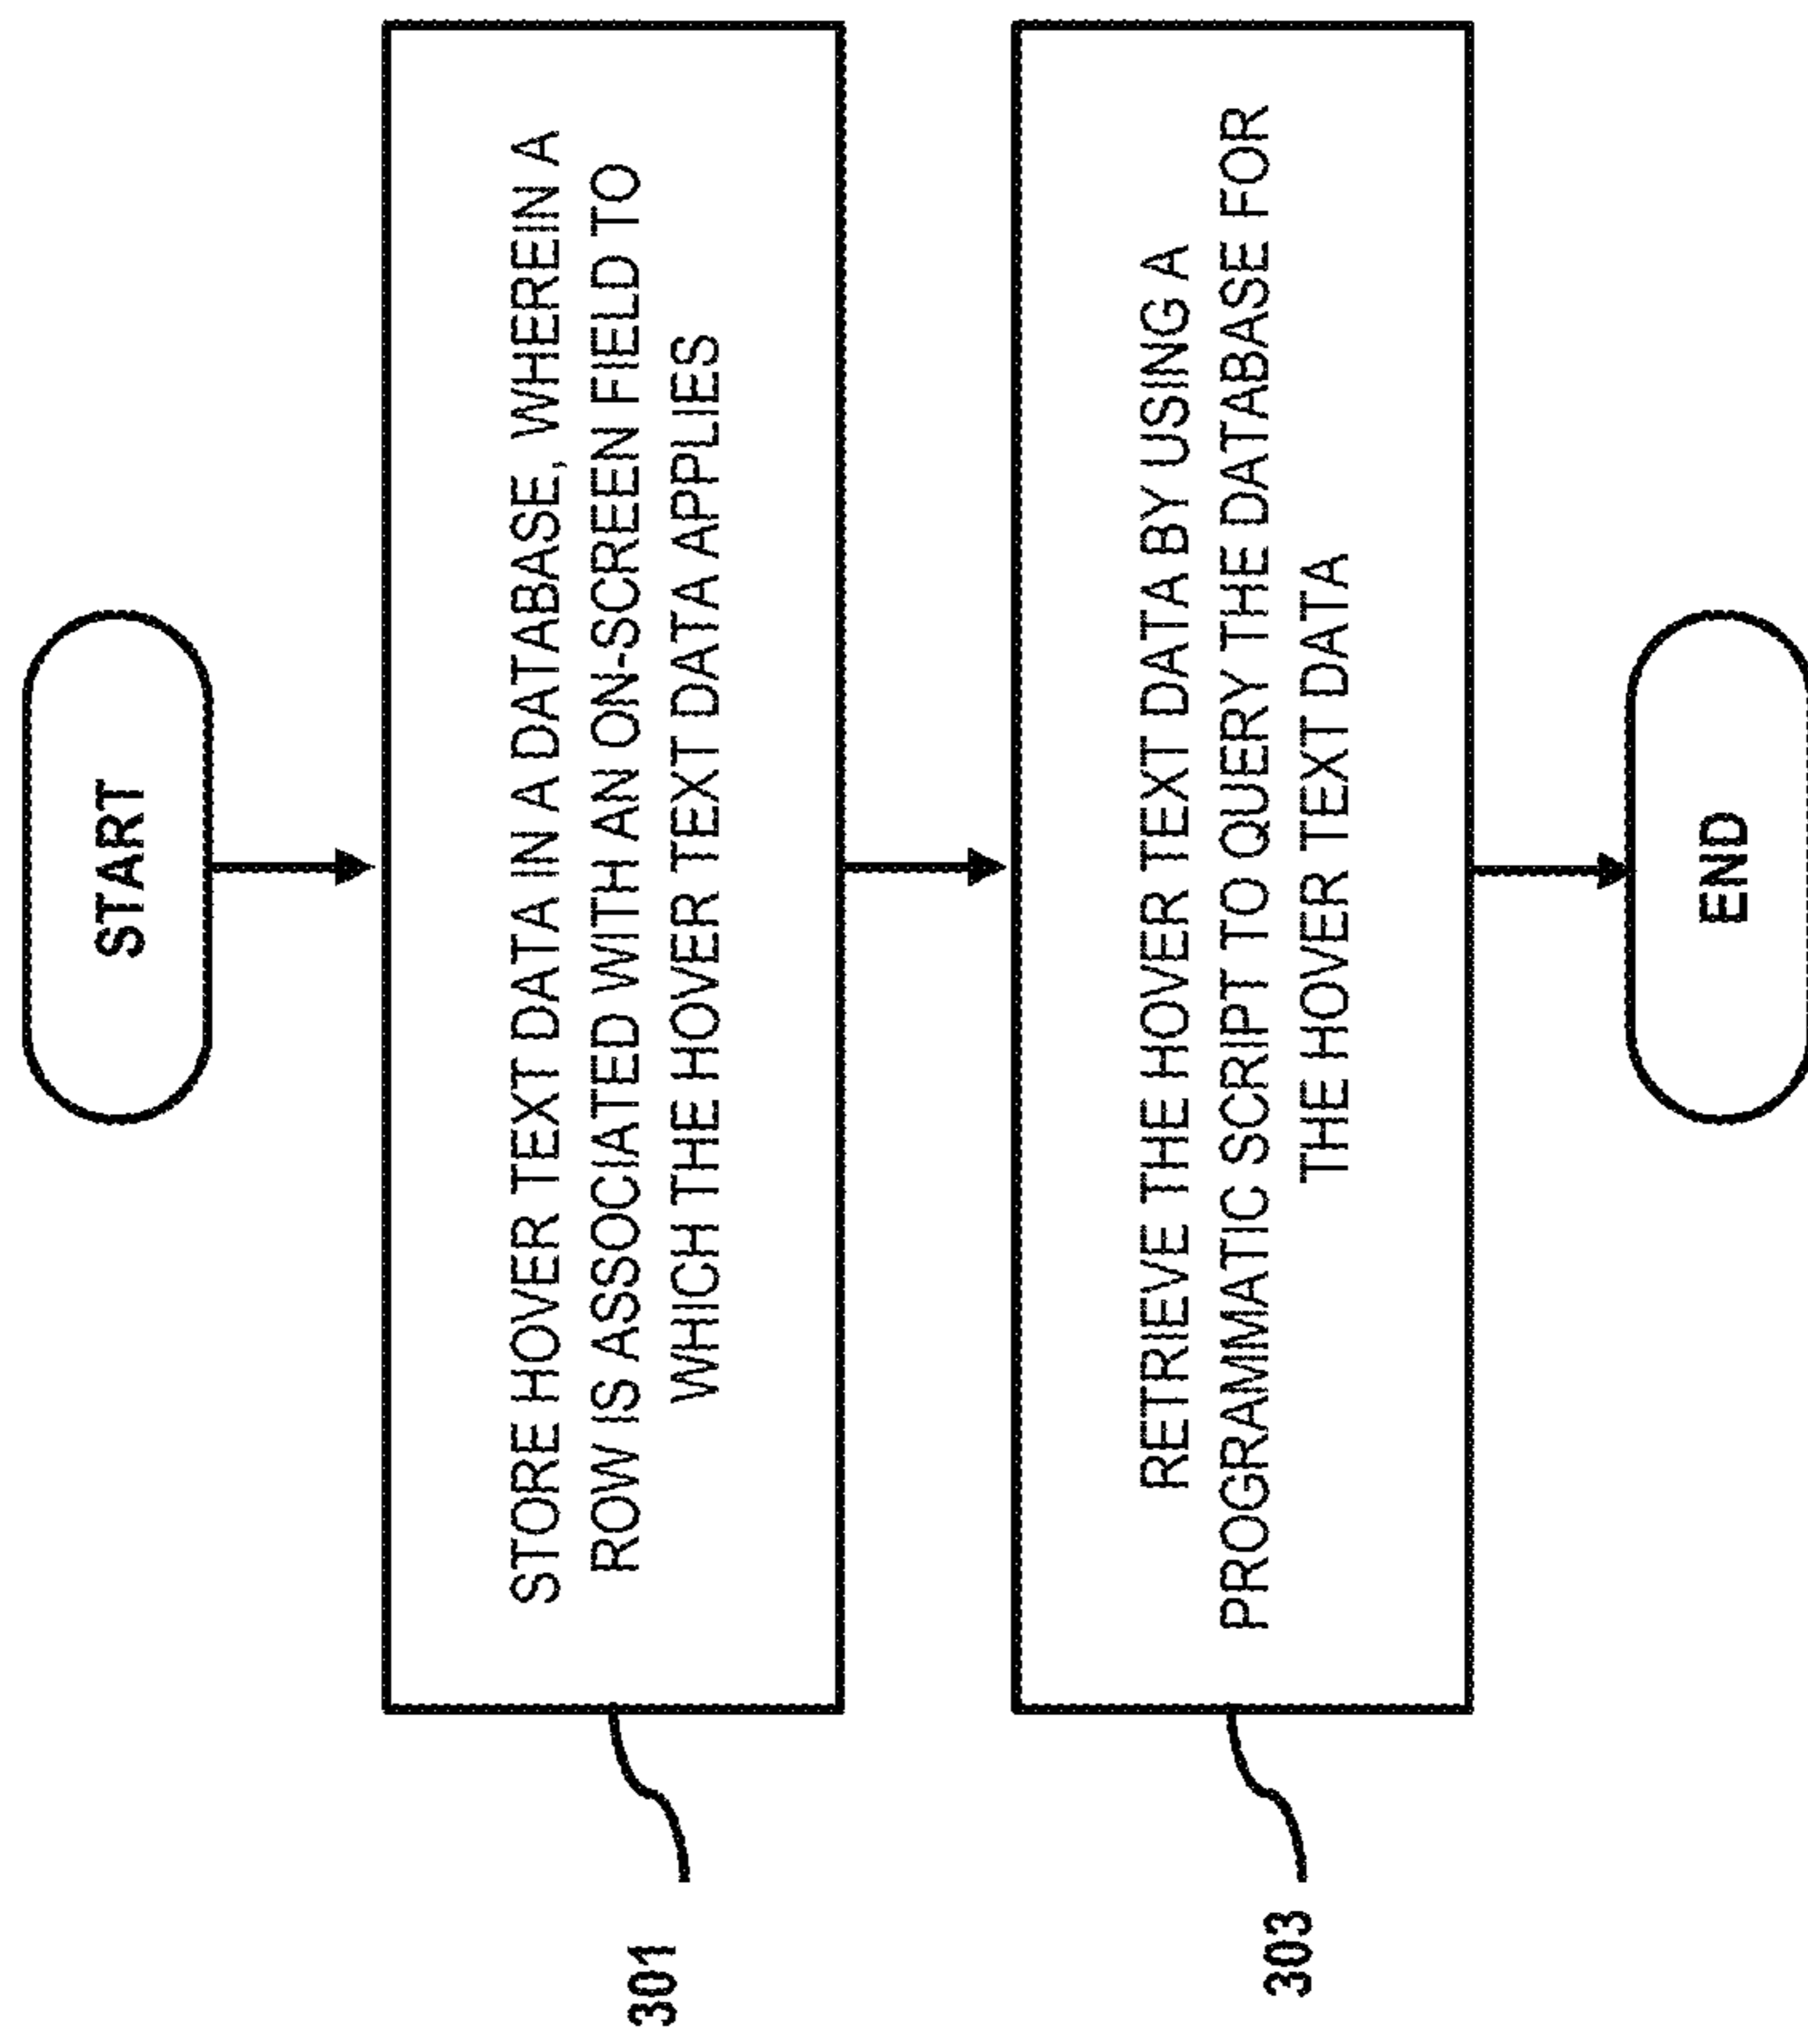 START
STORE HOVER TEXT DATA IN A DATABASE, WHEREIN A
ROW IS ASSOCIATED WITH AN ON-SCREEN FIELD TO
WHICH THE HOVER TEXT DATA APPLIES
301
RETRIEVE THE HOVER TEXT DATA BY USING A
PROGRAMMATIC SCRIPT TO QUERY THE DATABASE FOR
THE HOVER TEXT DATA
303
END